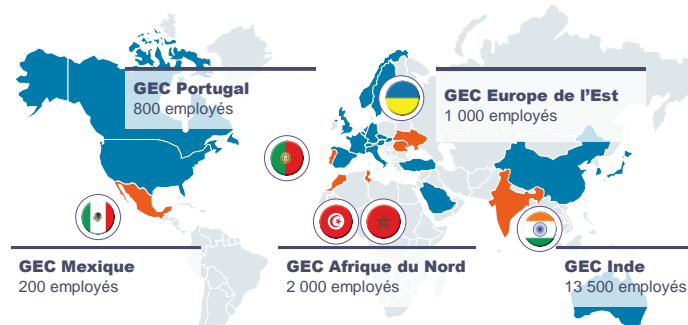 GEC Portugal
800 employés
GEC Europe de l’Est
1 000 employés
GEC Mexique
200 employés
GEC Afrique du Nord
2 000 employés
GEC Inde
13 500 employés